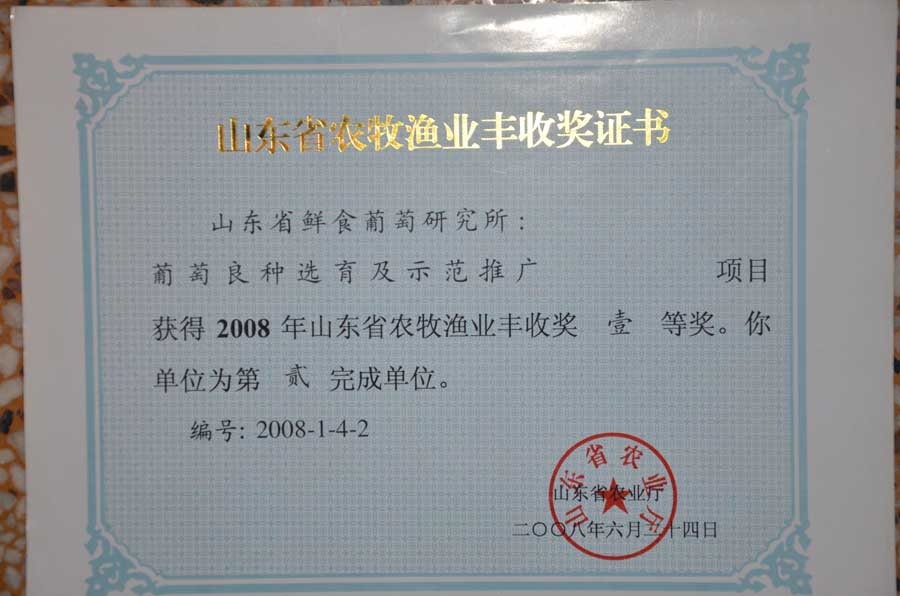 山东省农牧渔业丰收奖证书
山东省鲜食葡萄研究所：
葡萄良种选育及示范推广 项目
获得 2008 年山东省农牧渔业丰收奖 壹 等奖。你
单位为第 贰 完成单位。
编号: 2008-1-4-2
山东省农业厅
山东省农业厅
二〇〇八年六月二十四日